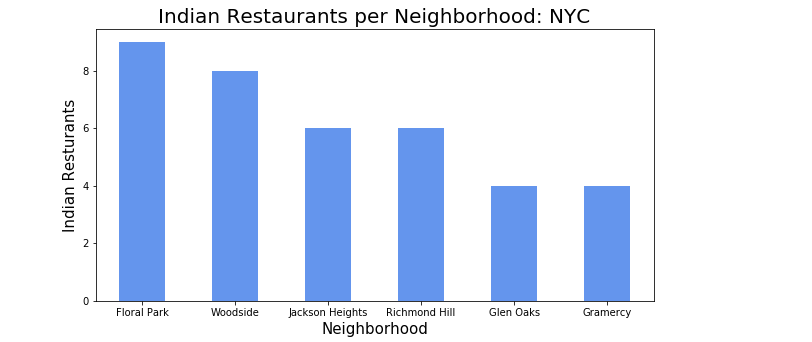 Indian Restaurants per Neighborhood: NYC
Indian Resturants
8
6
4
2
0
Floral Park Woodside Jackson Heights Richmond Hill Glen Oaks Gramercy
Neighborhood